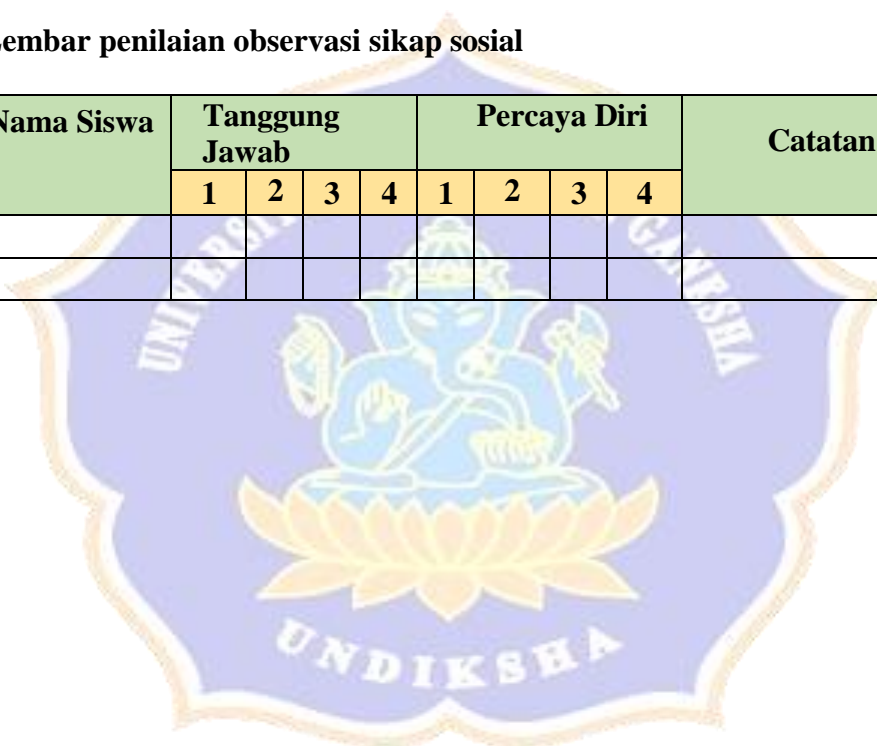 Lembar penilaian observasi sikap sosial
Nama Siswa
Tanggung
Jawab
Percaya Diri
Catatan
1 2 3 4 1 2 3 4
UNDIKSHA